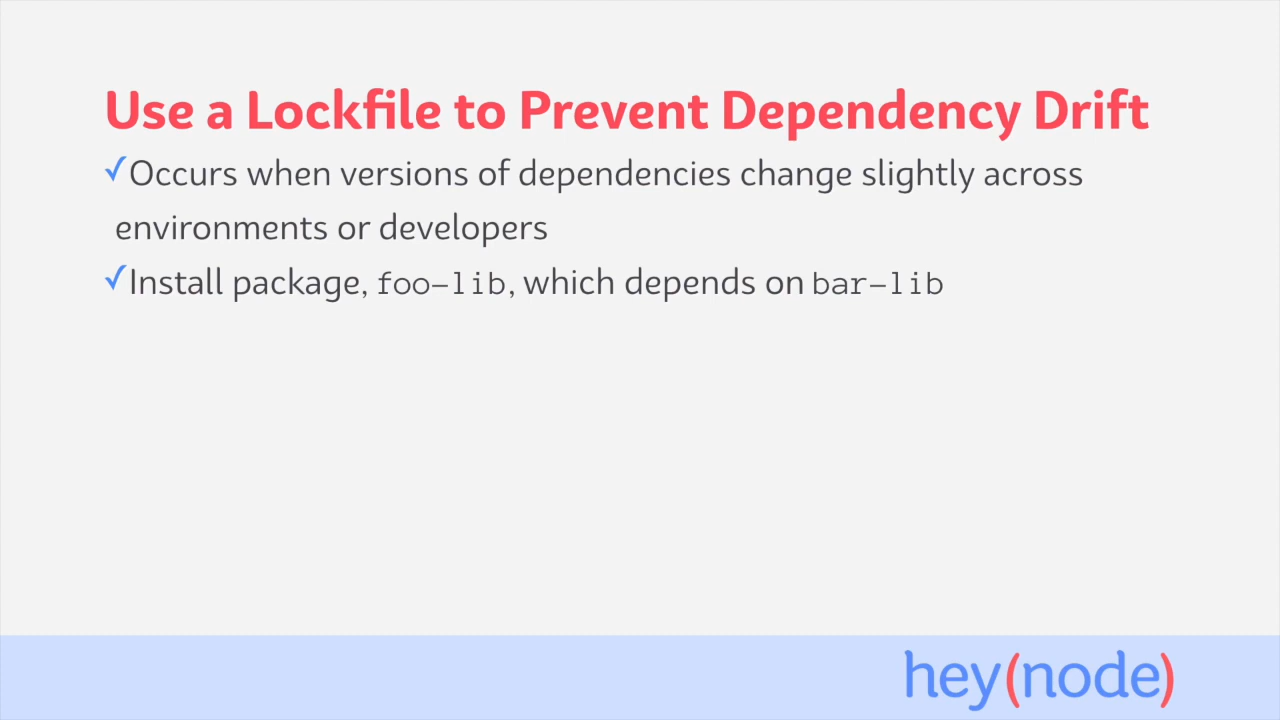 Use a Lockfile to Prevent Dependency Drift
✓Occurs when versions of dependencies change slightly across
environments or developers
✓Install package, foo-lib, which depends on bar-lib
hey(node)